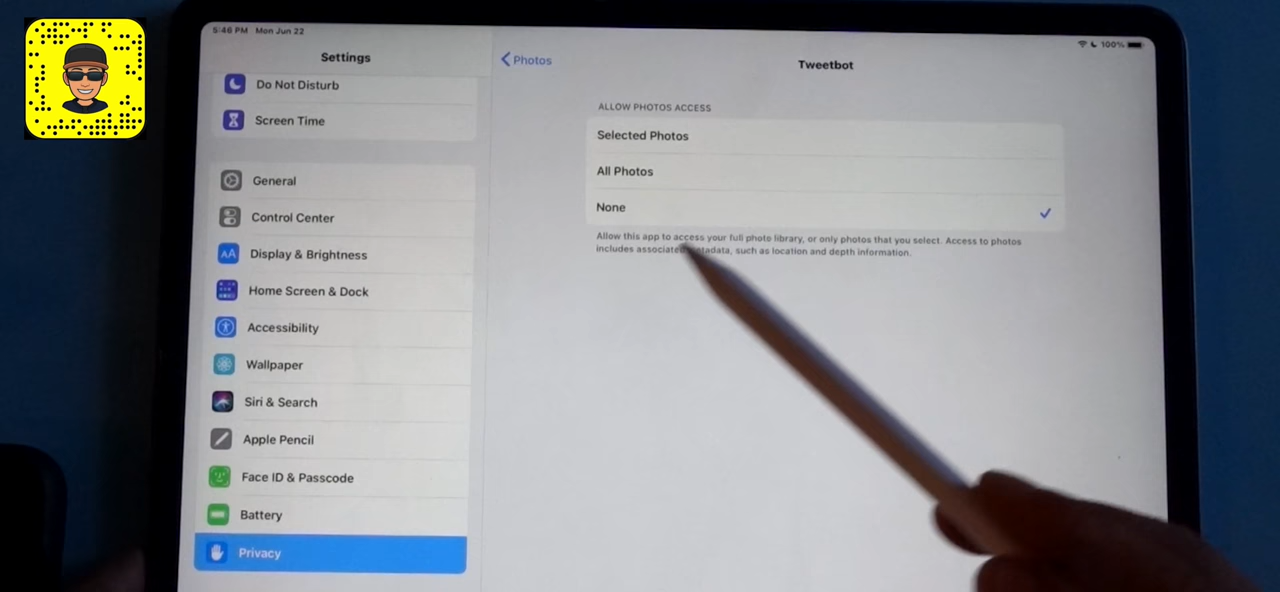 5:46 PM Mon Jun 22
100%
Settings
Do Not Disturb
Screen Time
General
Control Center
AA
Display & Brightness
Home Screen & Dock
Accessibility
Wallpaper
Siri & Search
Apple Pencil
Face ID & Passcode
Battery
Privacy
Photos
Tweetbot
ALLOW PHOTOS ACCESS
Selected Photos
All Photos
None
Allow this app to access your full photo library, or only photos that you select. Access to photos
includes associated metadata, such as location and depth information.